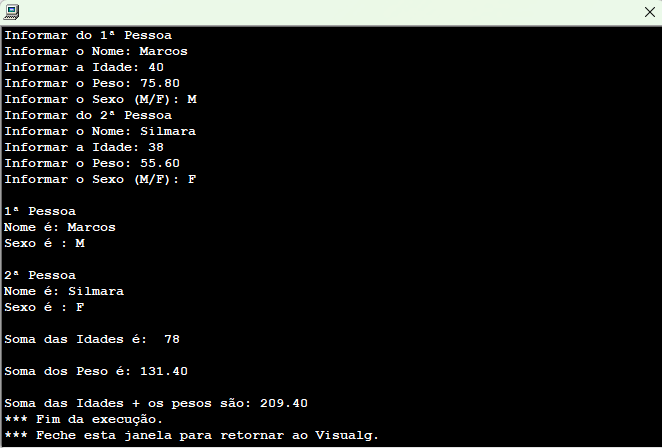 Informar do 1ª Pessoa
Informar o Nome: Marcos
Informar a Idade: 40
Informar o Peso: 75.80
Informar o Sexo (M/F): M
Informar do 2ª Pessoa
Informar o Nome: Silmara
Informar a Idade: 38
Informar o Peso: 55.60
Informar o Sexo (M/F): F

1ª Pessoa
Nome é: Marcos
Sexo é : M

2ª Pessoa
Nome é: Silmara
Sexo é : F

Soma das Idades é:  78

Soma dos Peso é: 131.40

Soma das Idades + os pesos são: 209.40
*** Fim da execução.
*** Feche esta janela para retornar ao Visualg.